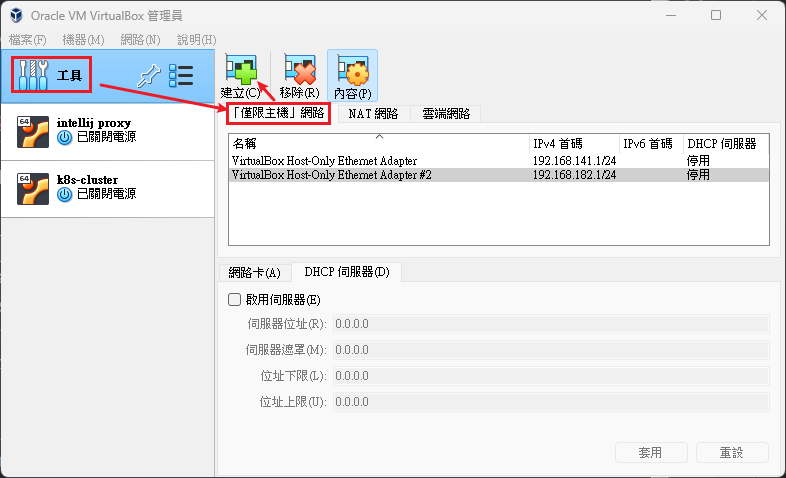 Oracle VM VirtualBox 管理員
檔案(F) 機器(M) 網路(N) 說明(H)
工具
64
intellij proxy
已關閉電源
64
k8s-cluster
已關閉電源
建立(C) 移除(R) 內容(P)
「僅限主機」網路 NAT 網路 雲端網路
名稱 IPv4 首碼 IPv6 首碼 DHCP 伺服器
VirtualBox Host-Only Ethernet Adapter 192.168.141.1/24 停用
VirtualBox Host-Only Ethernet Adapter #2 192.168.182.1/24 停用
網路卡(A) DHCP 伺服器(D)
啟用伺服器(E)
伺服器位址(R): 0.0.0.0
伺服器遮罩(M): 0.0.0.0
位址下限(L): 0.0.0.0
位址上限(U): 0.0.0.0
套用 重設